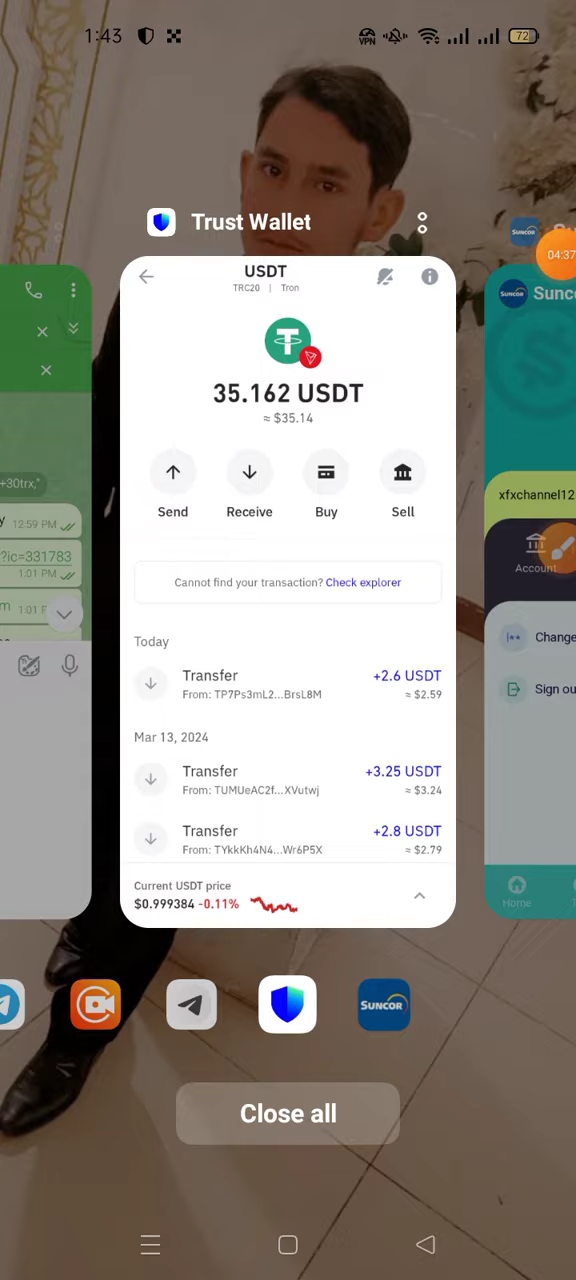 1:43
VPN
72
Trust Wallet
SUNCOR
04:37
USDT
TRC20 | Tron
SUNCOR
35.162 USDT
≈ $35.14
Send
Receive
Buy
Sell
+30trx,"
xfxchannel12
12:59 PM
?ic=331783
1:01 PM
Account
Cannot find your transaction? Check explorer
Today
Change
Transfer
+2.6 USDT
From: TP7Ps3mL2...BrsL8M
≈ $2.59
Mar 13, 2024
Transfer
+3.25 USDT
From: TUMUeAC2f...XVutwj
≈ $3.24
Transfer
+2.8 USDT
From: TYkkKh4N4...Wr6P5X
≈ $2.79
Current USDT price
$0.999384 -0.11%
Home
SUNCOR
Close all